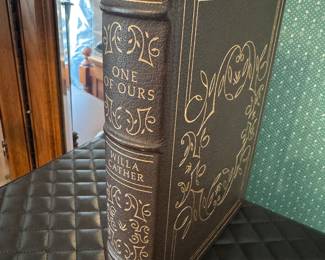 ONE
OF OURS
WILLA
CATHER